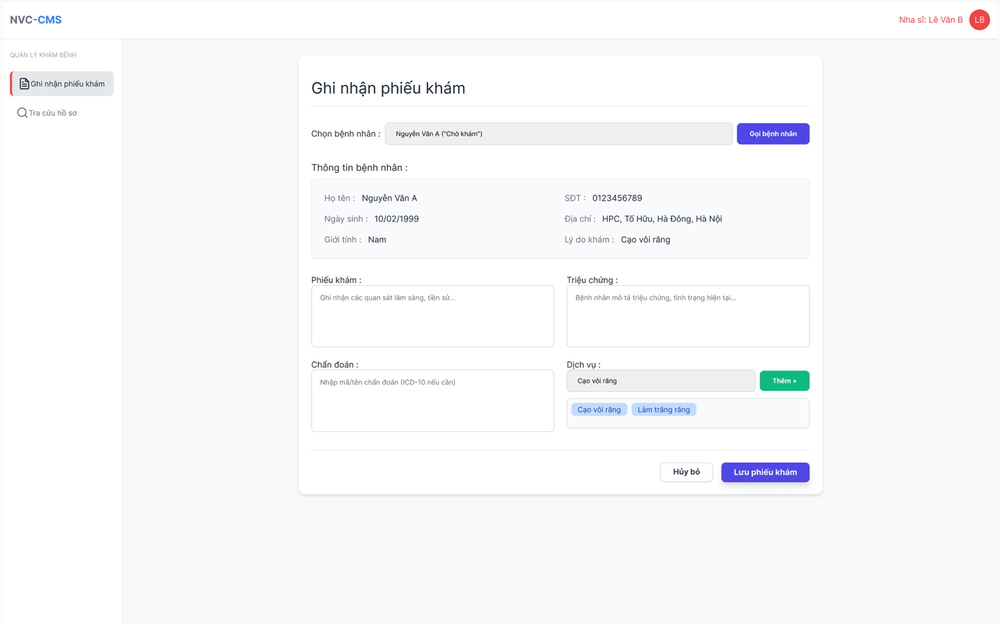 NVC-CMS
Nha sĩ: Lê Văn B
LB
QUẢN LÝ KHÁM BỆNH
Ghi nhận phiếu khám
Tra cứu hồ sơ
Ghi nhận phiếu khám
Chọn bệnh nhân :
Nguyễn Văn A ("Chờ khám")
Gọi bệnh nhân
Thông tin bệnh nhân :
Họ tên : Nguyễn Văn A
SĐT : 0123456789
Ngày sinh : 10/02/1999
Địa chỉ : HPC, Tố Hữu, Hà Đông, Hà Nội
Giới tính : Nam
Lý do khám : Cạo vôi răng
Phiếu khám :
Ghi nhận các quan sát lâm sàng, tiền sử...
Triệu chứng :
Bệnh nhân mô tả triệu chứng, tình trạng hiện tại...
Chẩn đoán :
Nhập mã/tên chẩn đoán (ICD-10 nếu cần)
Dịch vụ :
Cạo vôi răng
Thêm +
Cạo vôi răng
Làm trắng răng
Hủy bỏ
Lưu phiếu khám